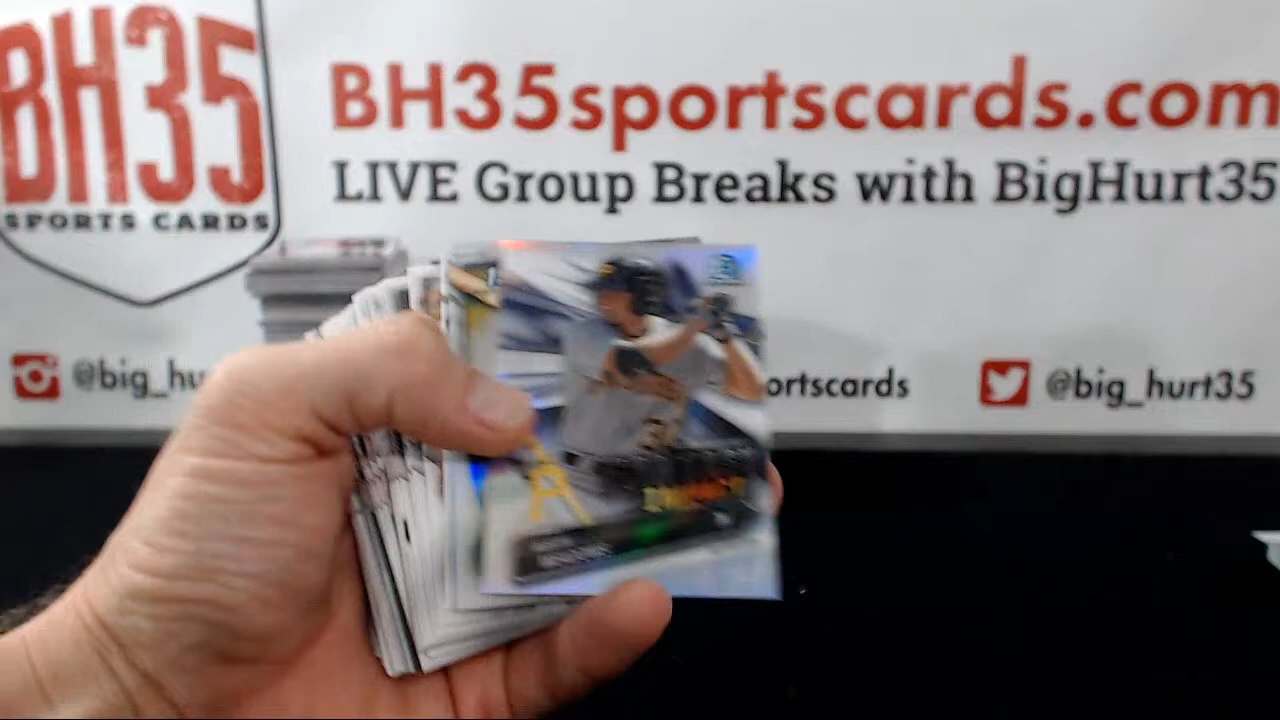 BH35
SPORTS CARDS
BH35sportscards.com
LIVE Group Breaks with BigHurt35
@big_hu
ortscards
@big_hurt35